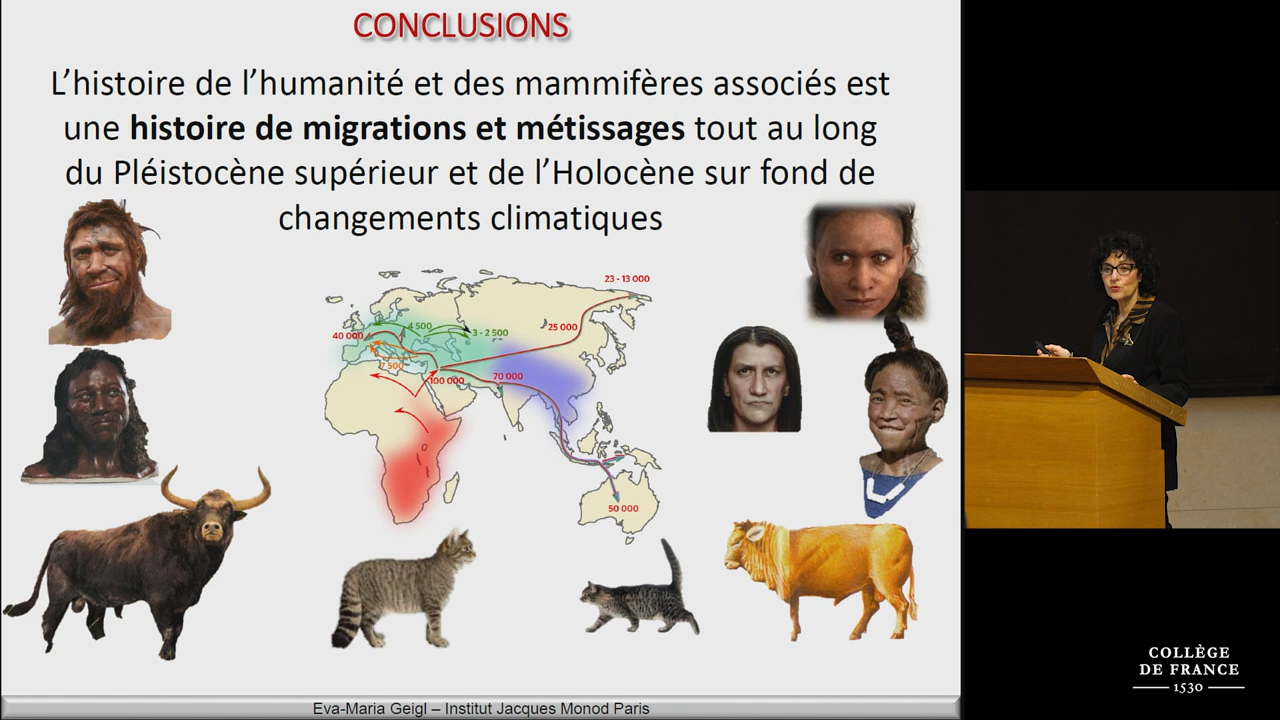 CONCLUSIONS
L’histoire de l’humanité et des mammifères associés est
une histoire de migrations et métissages tout au long
du Pléistocène supérieur et de l’Holocène sur fond de
changements climatiques
23 - 13 000
40 000
4 500
3 - 2 500
25 000
7 500
100 000
70 000
50 000
Eva-Maria Geigl – Institut Jacques Monod Paris
COLLÈGE
DE FRANCE
1530